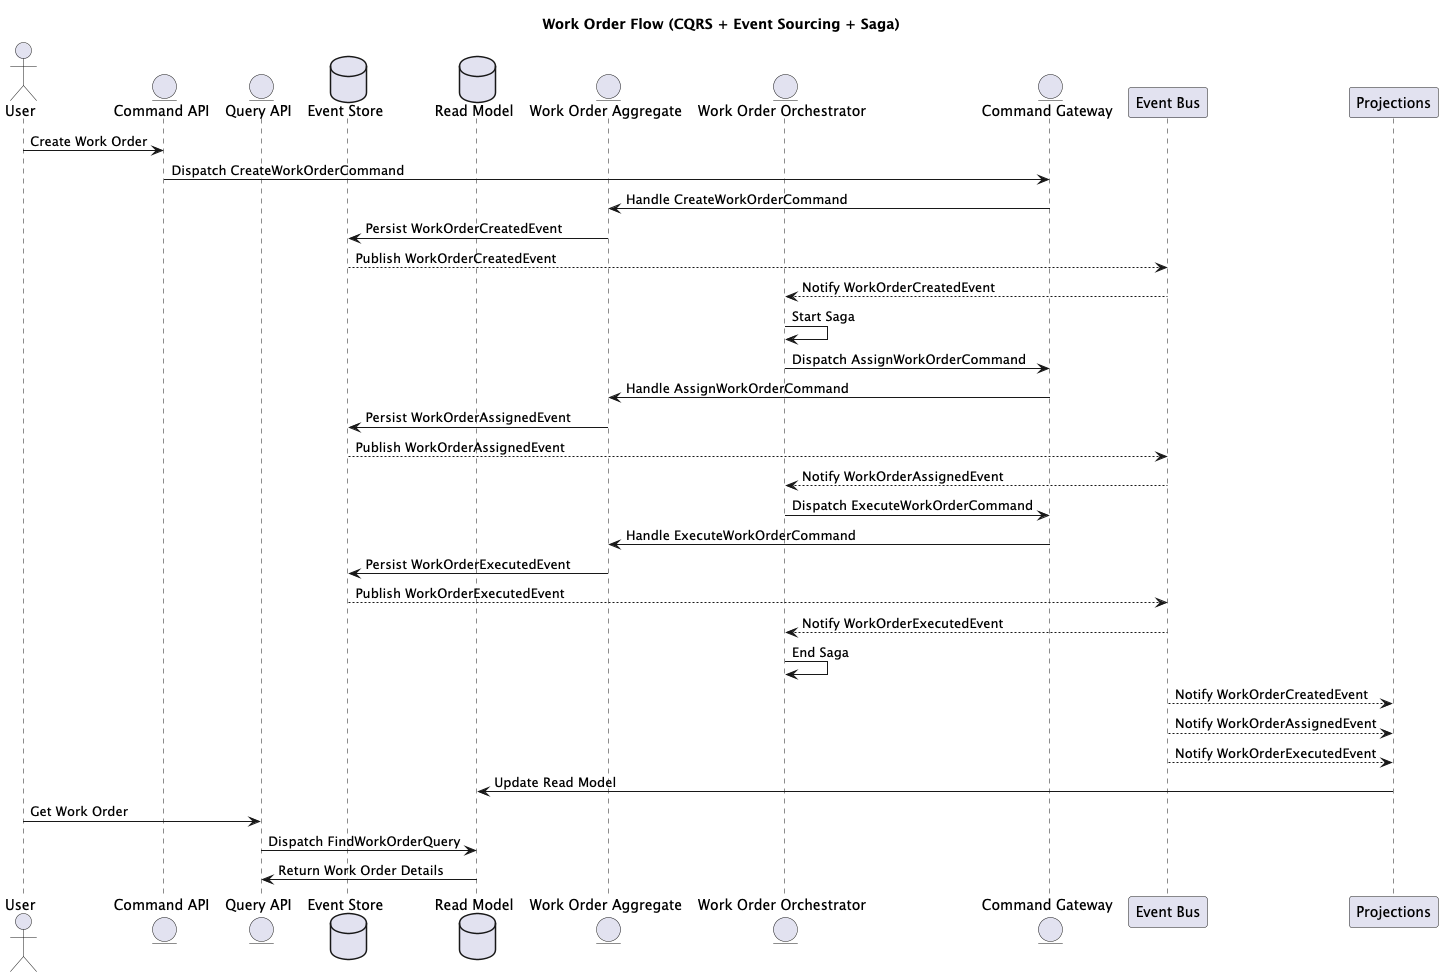 Work Order Flow (CQRS + Event Sourcing + Saga)
User
Command API
Query API
Event Store
Read Model
Work Order Aggregate
Work Order Orchestrator
Command Gateway
Event Bus
Projections
Create Work Order
Dispatch CreateWorkOrderCommand
Handle CreateWorkOrderCommand
Persist WorkOrderCreatedEvent
Publish WorkOrderCreatedEvent
Notify WorkOrderCreatedEvent
Start Saga
Dispatch AssignWorkOrderCommand
Handle AssignWorkOrderCommand
Persist WorkOrderAssignedEvent
Publish WorkOrderAssignedEvent
Notify WorkOrderAssignedEvent
Dispatch ExecuteWorkOrderCommand
Handle ExecuteWorkOrderCommand
Persist WorkOrderExecutedEvent
Publish WorkOrderExecutedEvent
Notify WorkOrderExecutedEvent
End Saga
Notify WorkOrderCreatedEvent
Notify WorkOrderAssignedEvent
Notify WorkOrderExecutedEvent
Update Read Model
Get Work Order
Dispatch FindWorkOrderQuery
Return Work Order Details
User
Command API
Query API
Event Store
Read Model
Work Order Aggregate
Work Order Orchestrator
Command Gateway
Event Bus
Projections